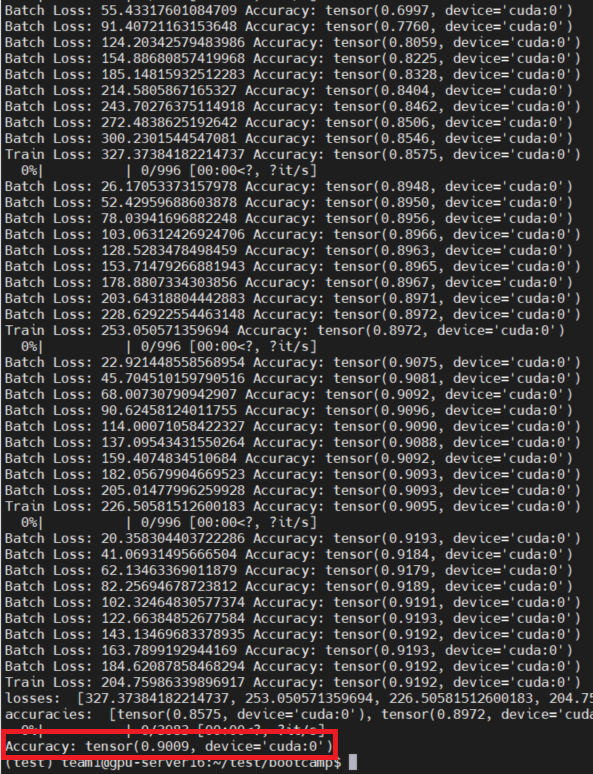 Batch Loss: 55.43317601084709 Accuracy: tensor(0.6997, device='cuda:0')
Batch Loss: 91.40721163153648 Accuracy: tensor(0.7760, device='cuda:0')
Batch Loss: 124.20342579483986 Accuracy: tensor(0.8059, device='cuda:0')
Batch Loss: 154.88680857419968 Accuracy: tensor(0.8225, device='cuda:0')
Batch Loss: 185.14815932512283 Accuracy: tensor(0.8328, device='cuda:0')
Batch Loss: 214.5805867165327 Accuracy: tensor(0.8404, device='cuda:0')
Batch Loss: 243.70276375114918 Accuracy: tensor(0.8462, device='cuda:0')
Batch Loss: 272.4838625192642 Accuracy: tensor(0.8506, device='cuda:0')
Batch Loss: 300.2301544547081 Accuracy: tensor(0.8546, device='cuda:0')
Train Loss: 327.37384182214737 Accuracy: tensor(0.8575, device='cuda:0')
0%| | 0/996 [00:00<?, ?it/s]
Batch Loss: 26.17053373157978 Accuracy: tensor(0.8948, device='cuda:0')
Batch Loss: 52.42959688603878 Accuracy: tensor(0.8950, device='cuda:0')
Batch Loss: 78.03941696882248 Accuracy: tensor(0.8956, device='cuda:0')
Batch Loss: 103.06312426924706 Accuracy: tensor(0.8966, device='cuda:0')
Batch Loss: 128.5283478498459 Accuracy: tensor(0.8963, device='cuda:0')
Batch Loss: 153.71479266881943 Accuracy: tensor(0.8965, device='cuda:0')
Batch Loss: 178.8807334303856 Accuracy: tensor(0.8967, device='cuda:0')
Batch Loss: 203.64318804442883 Accuracy: tensor(0.8971, device='cuda:0')
Batch Loss: 228.62922554463148 Accuracy: tensor(0.8972, device='cuda:0')
Train Loss: 253.050571359694 Accuracy: tensor(0.8972, device='cuda:0')
0%| | 0/996 [00:00<?, ?it/s]
Batch Loss: 22.921448558568954 Accuracy: tensor(0.9075, device='cuda:0')
Batch Loss: 45.704510159790516 Accuracy: tensor(0.9081, device='cuda:0')
Batch Loss: 68.00730790942907 Accuracy: tensor(0.9092, device='cuda:0')
Batch Loss: 90.62458124011755 Accuracy: tensor(0.9096, device='cuda:0')
Batch Loss: 114.00071058422327 Accuracy: tensor(0.9090, device='cuda:0')
Batch Loss: 137.09543431550264 Accuracy: tensor(0.9088, device='cuda:0')
Batch Loss: 159.4074834510684 Accuracy: tensor(0.9092, device='cuda:0')
Batch Loss: 182.05679904669523 Accuracy: tensor(0.9093, device='cuda:0')
Batch Loss: 205.01477996259928 Accuracy: tensor(0.9093, device='cuda:0')
Train Loss: 226.50581512600183 Accuracy: tensor(0.9095, device='cuda:0')
0%| | 0/996 [00:00<?, ?it/s]
Batch Loss: 20.358304403722286 Accuracy: tensor(0.9193, device='cuda:0')
Batch Loss: 41.06931495666504 Accuracy: tensor(0.9184, device='cuda:0')
Batch Loss: 62.13463369011879 Accuracy: tensor(0.9179, device='cuda:0')
Batch Loss: 82.25694678723812 Accuracy: tensor(0.9189, device='cuda:0')
Batch Loss: 102.32464830577374 Accuracy: tensor(0.9191, device='cuda:0')
Batch Loss: 122.66384852677584 Accuracy: tensor(0.9193, device='cuda:0')
Batch Loss: 143.13469683378935 Accuracy: tensor(0.9192, device='cuda:0')
Batch Loss: 163.7899192944169 Accuracy: tensor(0.9193, device='cuda:0')
Batch Loss: 184.62087858468294 Accuracy: tensor(0.9192, device='cuda:0')
Train Loss: 204.75986339896916 Accuracy: tensor(0.9192, device='cuda:0')
losses: [327.37384182214737, 253.050571359694, 226.50581512600183, 204.75
accuracies: [tensor(0.8575, device='cuda:0'), tensor(0.8972, device='cuda
0%| | 0/3083 [00:00<?, ?it/s]
Accuracy: tensor(0.9009, device='cuda:0')
(test) team1@gpu-server16:~/test/bootcamp$